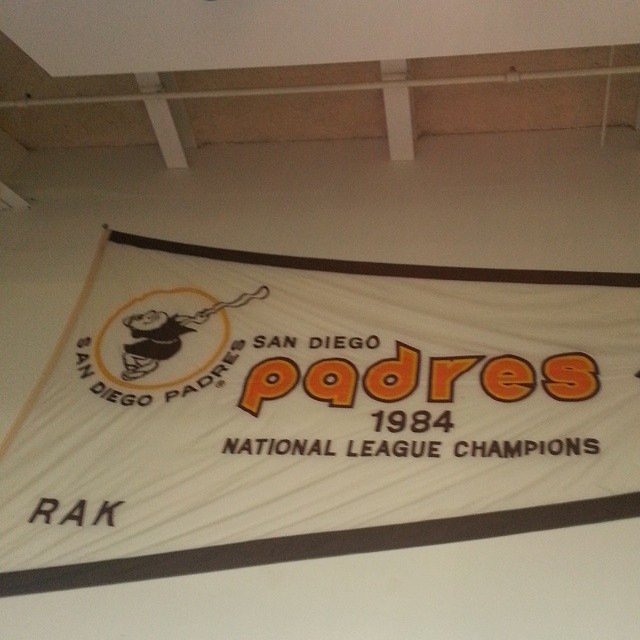 SAN DIEGO PADRES®
SAN DIEGO
padres
1984
NATIONAL LEAGUE CHAMPIONS
RAK